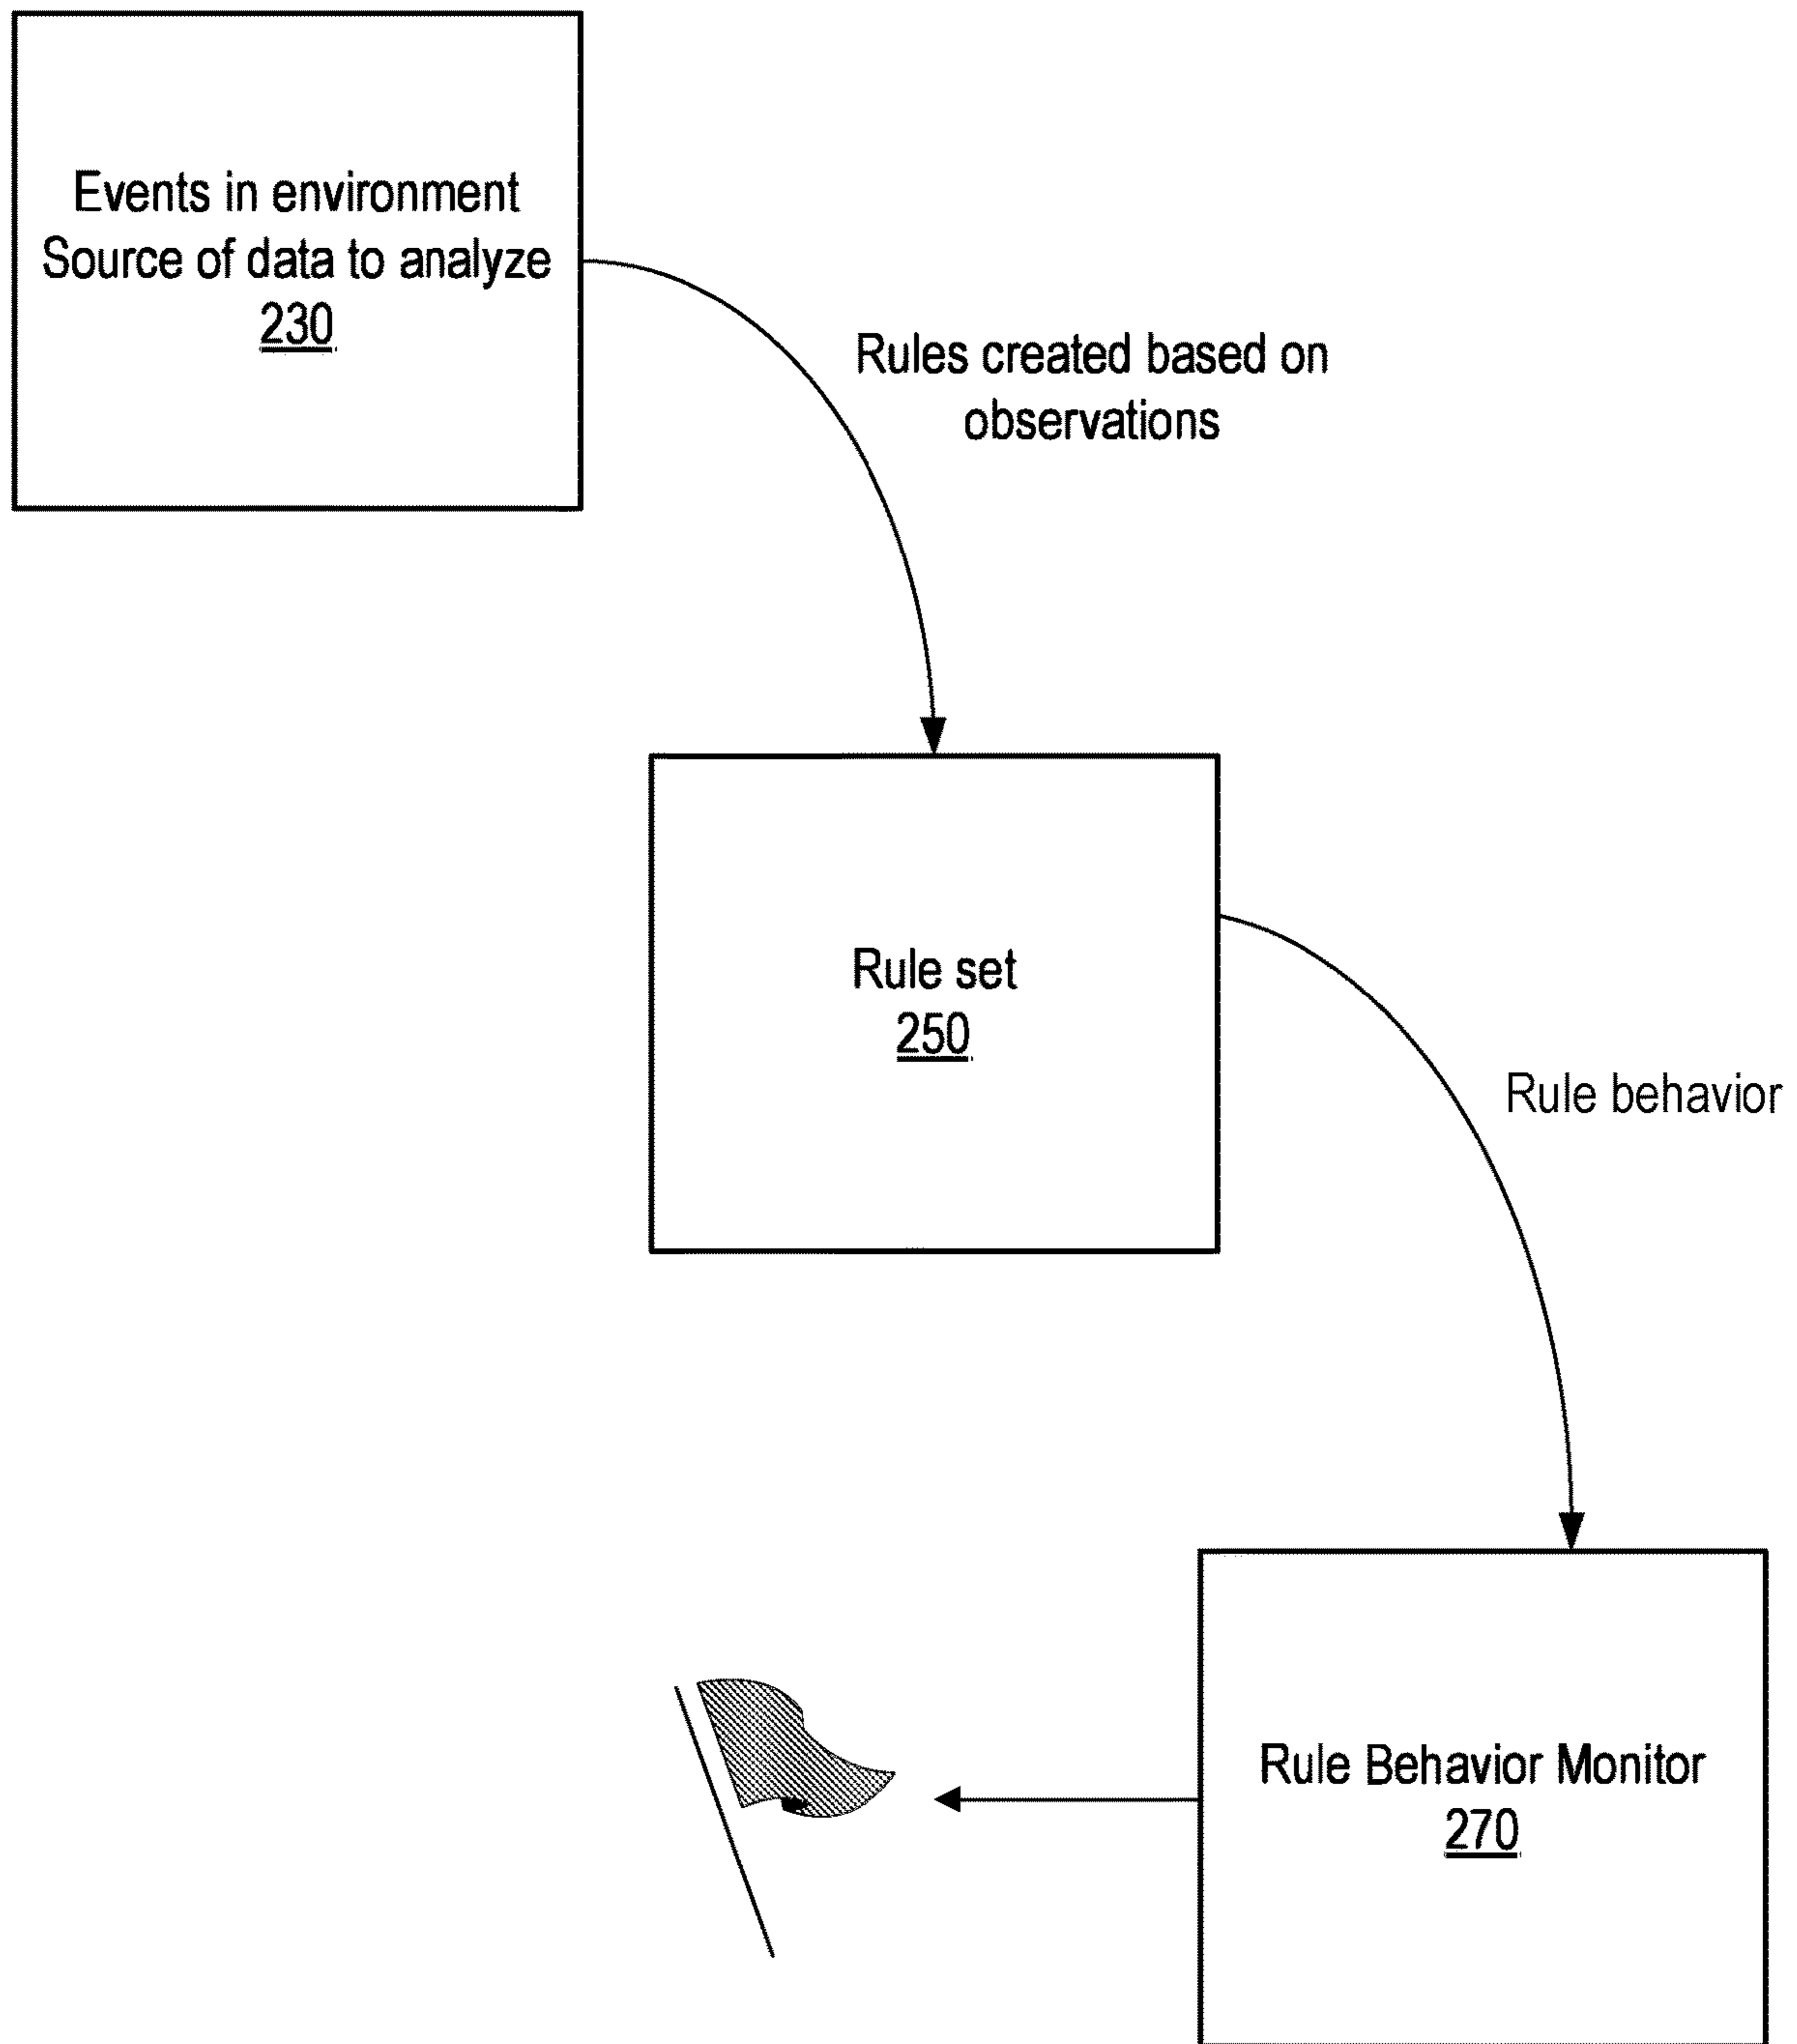 Events in environment
Source of data to analyze
230
Rules created based on
observations
Rule set
250
Rule behavior
Rule Behavior Monitor
270